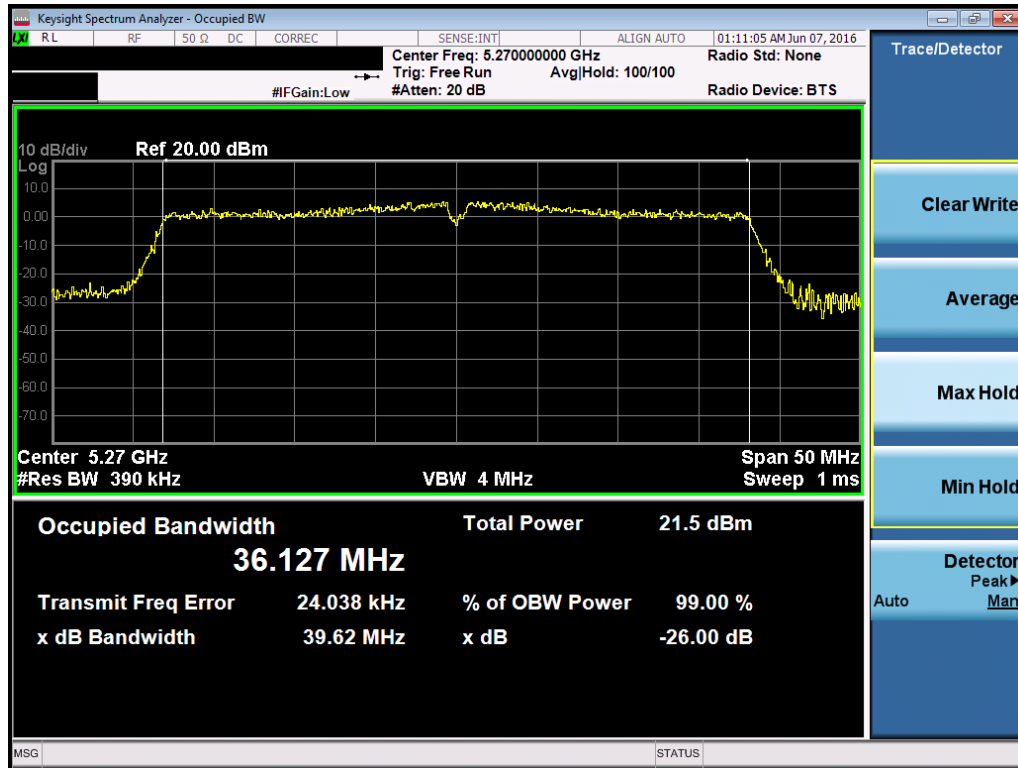 Keysight Spectrum Analyzer - Occupied BW
LXI RL RF 50 Ω DC CORREC SENSE:INT ALIGN AUTO 01:11:05 AM Jun 07, 2016
Center Freq: 5.270000000 GHz Radio Std: None
Trig: Free Run Avg|Hold: 100/100
#IFGain:Low #Atten: 20 dB Radio Device: BTS
10 dB/div Ref 20.00 dBm
Log
10.0
0.00
-10.0
-20.0
-30.0
-40.0
-50.0
-60.0
-70.0
Center 5.27 GHz Span 50 MHz
#Res BW 390 kHz VBW 4 MHz Sweep 1 ms
Occupied Bandwidth Total Power 21.5 dBm
36.127 MHz
Transmit Freq Error 24.038 kHz % of OBW Power 99.00 %
x dB Bandwidth 39.62 MHz x dB -26.00 dB
MSG STATUS
Trace/Detector
Clear Write
Average
Max Hold
Min Hold
Detector
Peak▶
Auto Man